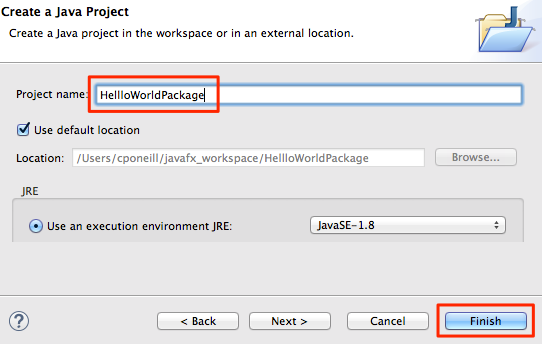 Create a Java Project
Create a Java project in the workspace or in an external location.
Project name: HellloWorldPackage
Use default location
Location: /Users/cponeill/javafx_workspace/HellloWorldPackage Browse...
JRE
Use an execution environment JRE: JavaSE-1.8
? < Back Next > Cancel Finish